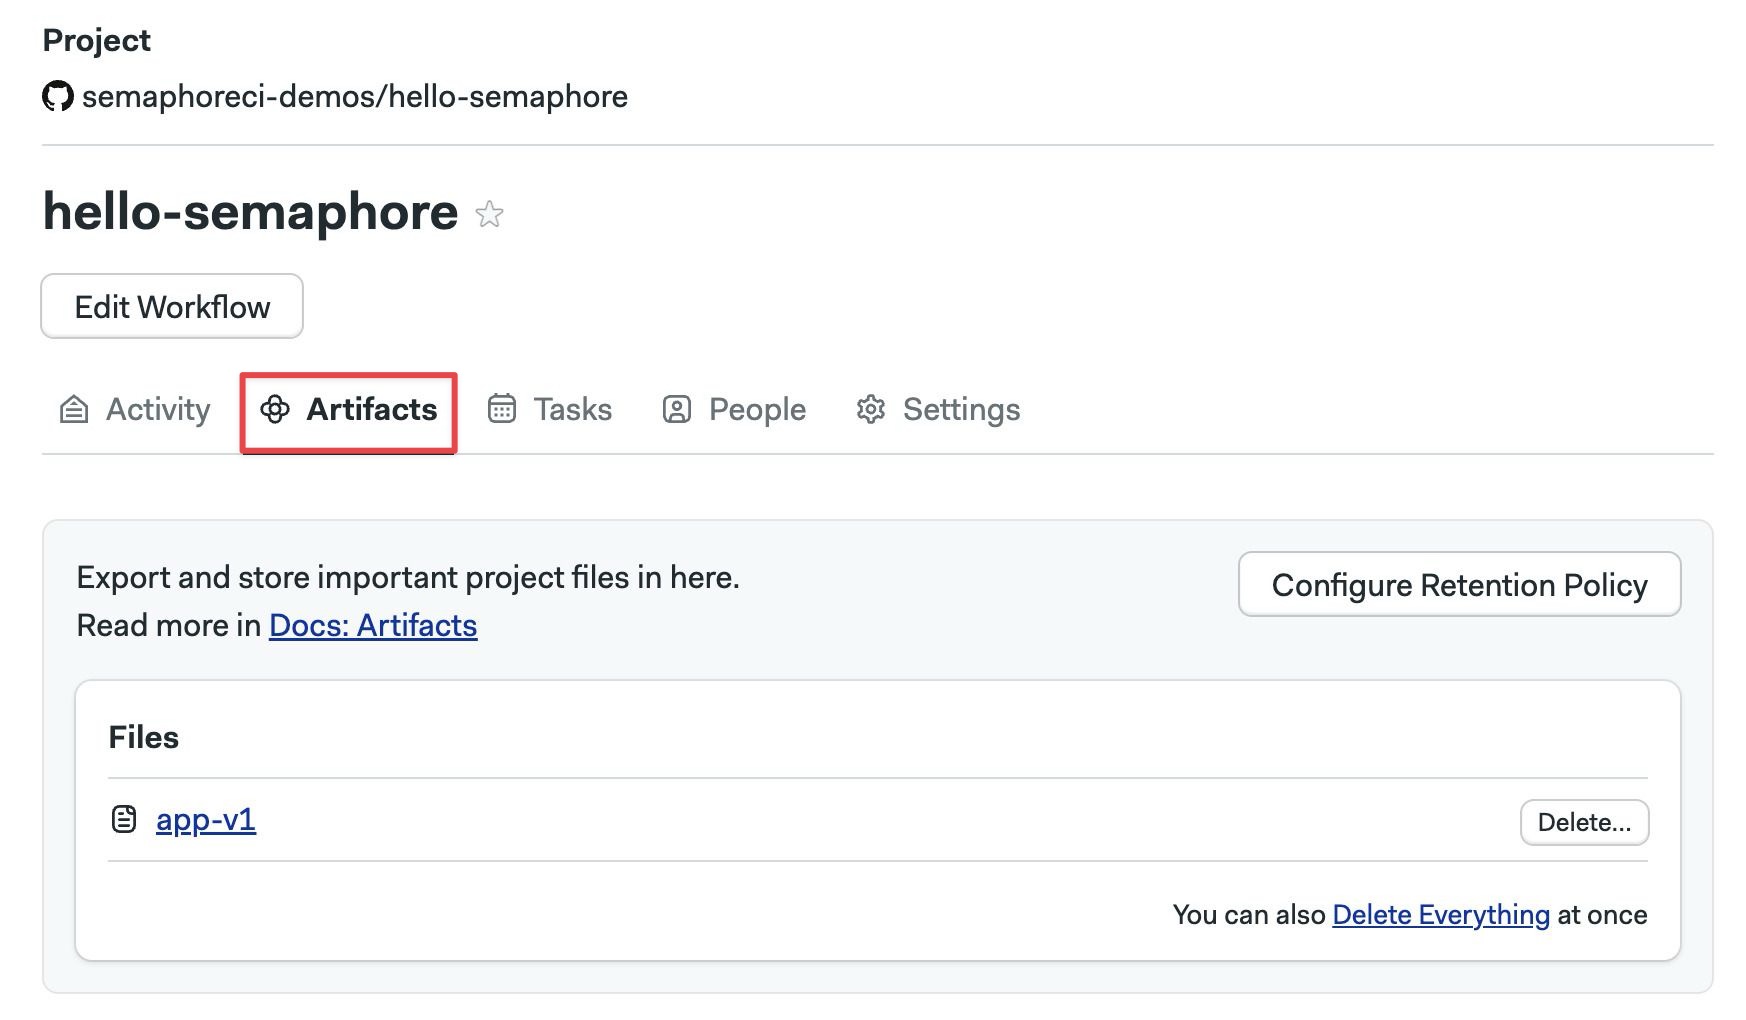 Project
semaphoreci-demos/hello-semaphore
hello-semaphore
Edit Workflow
Activity Artifacts Tasks People Settings
Export and store important project files in here.
Configure Retention Policy
Read more in Docs: Artifacts
Files
app-v1 Delete...
You can also Delete Everything at once